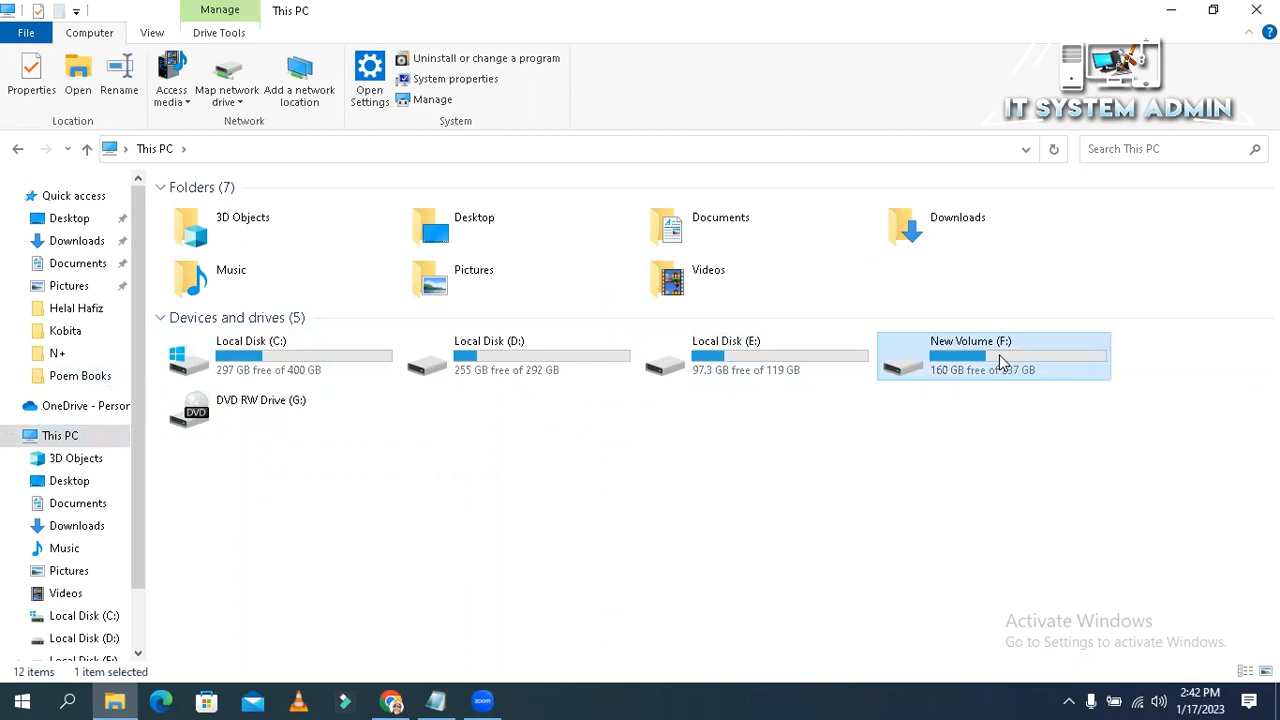 Manage
This PC
File
Computer
View
Drive Tools
Properties
Open
Rename
Access media
Map network drive
Add a network location
Open Settings
Uninstall or change a program
System properties
Manage
Location
Network
System
IT SYSTEM ADMIN
This PC
Search This PC
Quick access
Desktop
Downloads
Documents
Pictures
Helal Hafiz
Kobita
N+
Poem Books
OneDrive - Person
This PC
3D Objects
Desktop
Downloads
Documents
Music
Pictures
Videos
Local Disk (C:)
Local Disk (D:)
Folders (7)
3D Objects
Desktop
Documents
Downloads
Music
Pictures
Videos
Devices and drives (5)
Local Disk (C:)
297 GB free of 400 GB
Local Disk (D:)
255 GB free of 292 GB
Local Disk (E:)
97.3 GB free of 119 GB
New Volume (F:)
160 GB free of
DVD
DVD RW Drive (G:)
Activate Windows
Go to Settings to activate Windows.
12 items
1 item selected
zoom
2:42 PM
1/17/2023